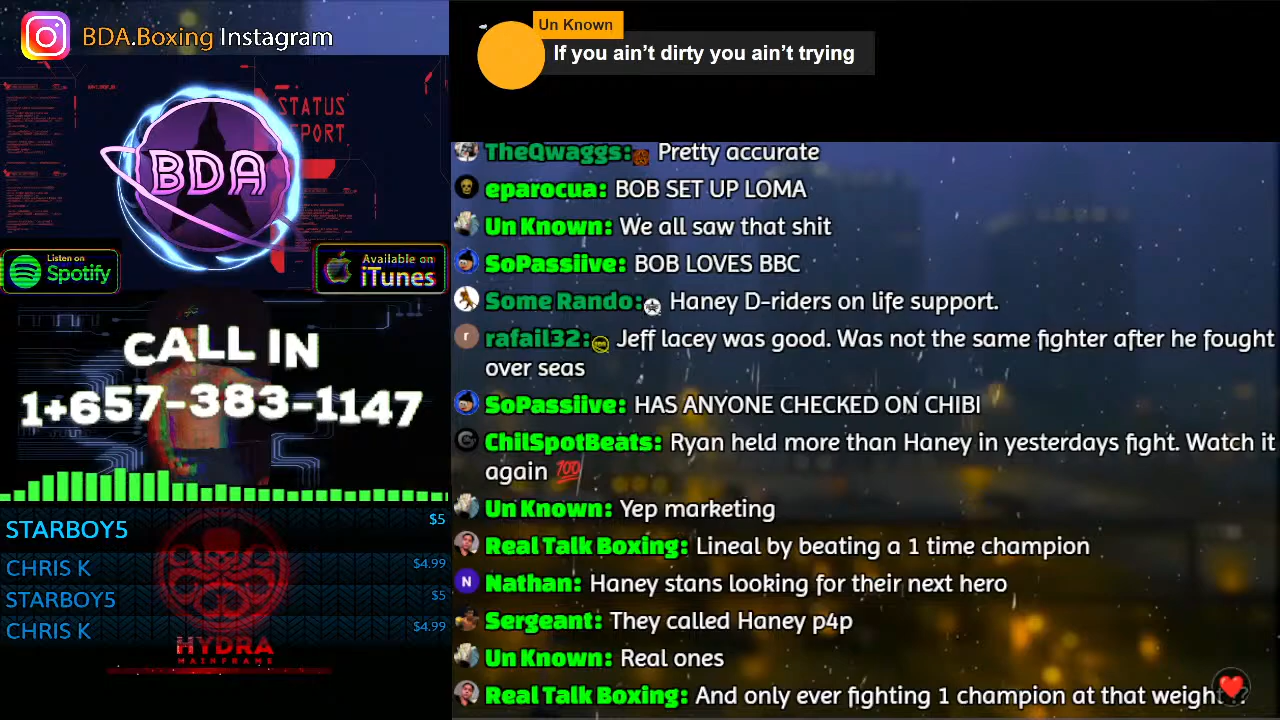 BDA.Boxing Instagram
STATUS
REPORT
BDA
Listen on
Spotify
Available on
iTunes
CALL IN
1+657-383-1147
STARBOY5 $5
CHRIS K $4.99
STARBOY5 $5
CHRIS K $4.99
HYDRA
MAINFRAME
Un Known
If you ain’t dirty you ain’t trying
TheQwaggs: Pretty accurate
eparocua: BOB SET UP LOMA
Un Known: We all saw that shit
SoPassiive: BOB LOVES BBC
Some Rando: Haney D-riders on life support.
r
rafail32: Jeff lacey was good. Was not the same fighter after he fought
over seas
SoPassiive: HAS ANYONE CHECKED ON CHIBI
ChilSpotBeats: Ryan held more than Haney in yesterdays fight. Watch it
again 💯
Un Known: Yep marketing
Real Talk Boxing: Lineal by beating a 1 time champion
N
Nathan: Haney stans looking for their next hero
Sergeant: They called Haney p4p
Un Known: Real ones
Real Talk Boxing: And only ever fighting 1 champion at that weight